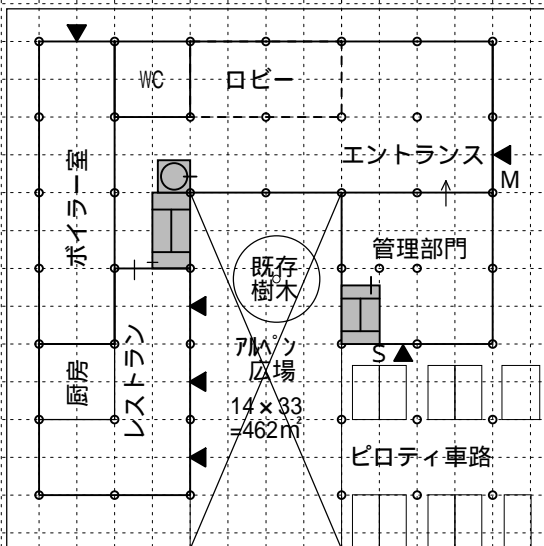 WC
ロビー
エントランス
M
ボイラー室
管理部門
既存
樹木
S
アルペン
広場
14×33
=462㎡
厨房
レストラン
ピロティ車路